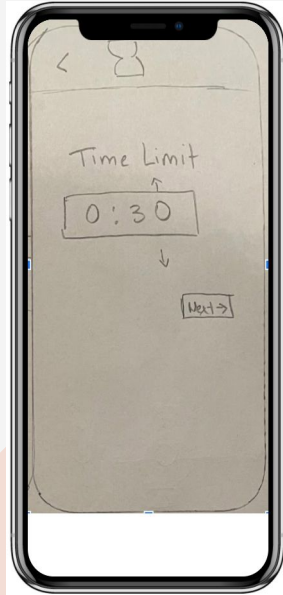 <
Time Limit
↑
0:30
↓
Next→